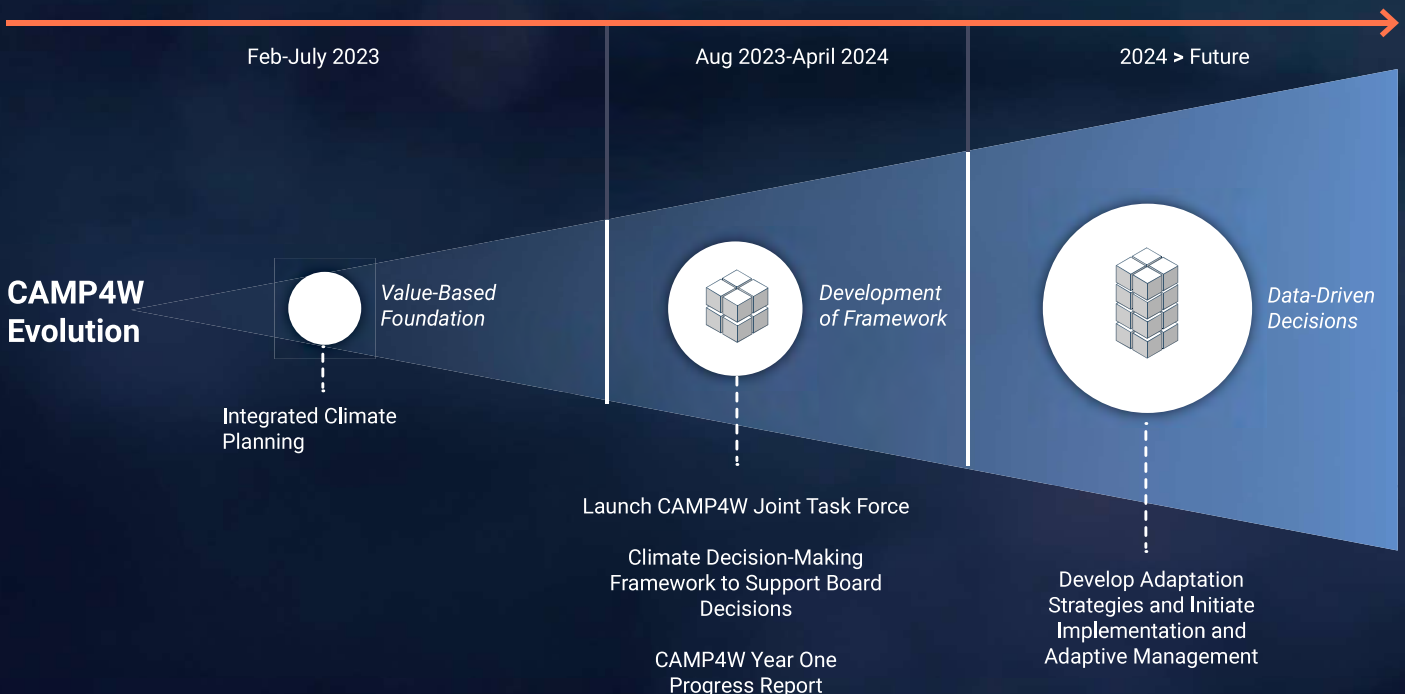 Feb-July 2023
Aug 2023-April 2024
2024 > Future
CAMP4W
Evolution
Value-Based
Foundation
Integrated Climate
Planning
Development
of Framework
Launch CAMP4W Joint Task Force
Climate Decision-Making
Framework to Support Board
Decisions
CAMP4W Year One
Progress Report
Data-Driven
Decisions
Develop Adaptation
Strategies and Initiate
Implementation and
Adaptive Management